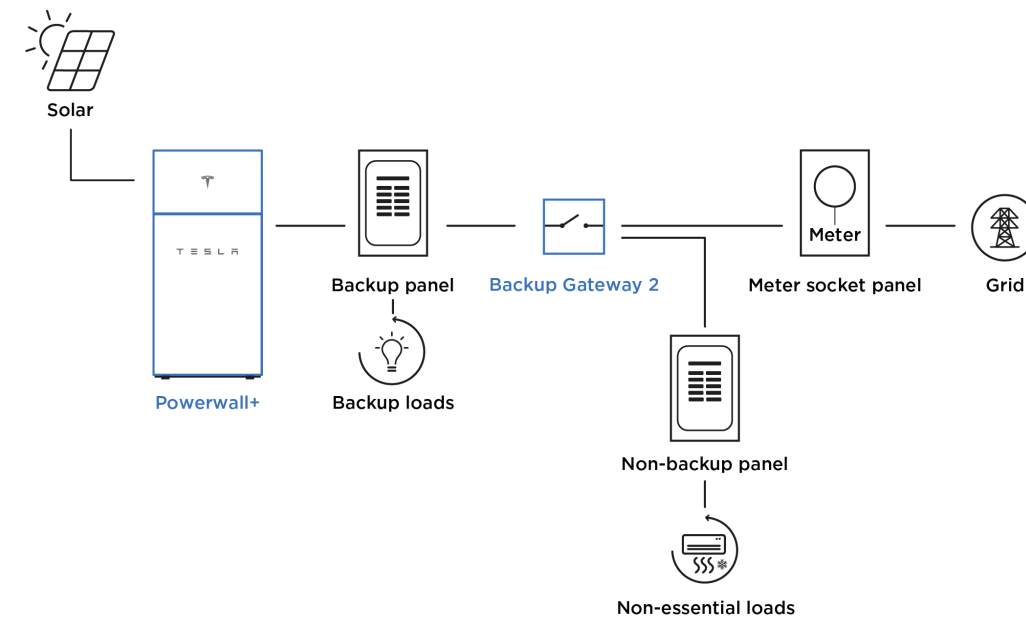 Solar
TESLA
Powerwall+
Backup panel
Backup loads
Backup Gateway 2
Meter
Meter socket panel
Grid
Non-backup panel
Non-essential loads